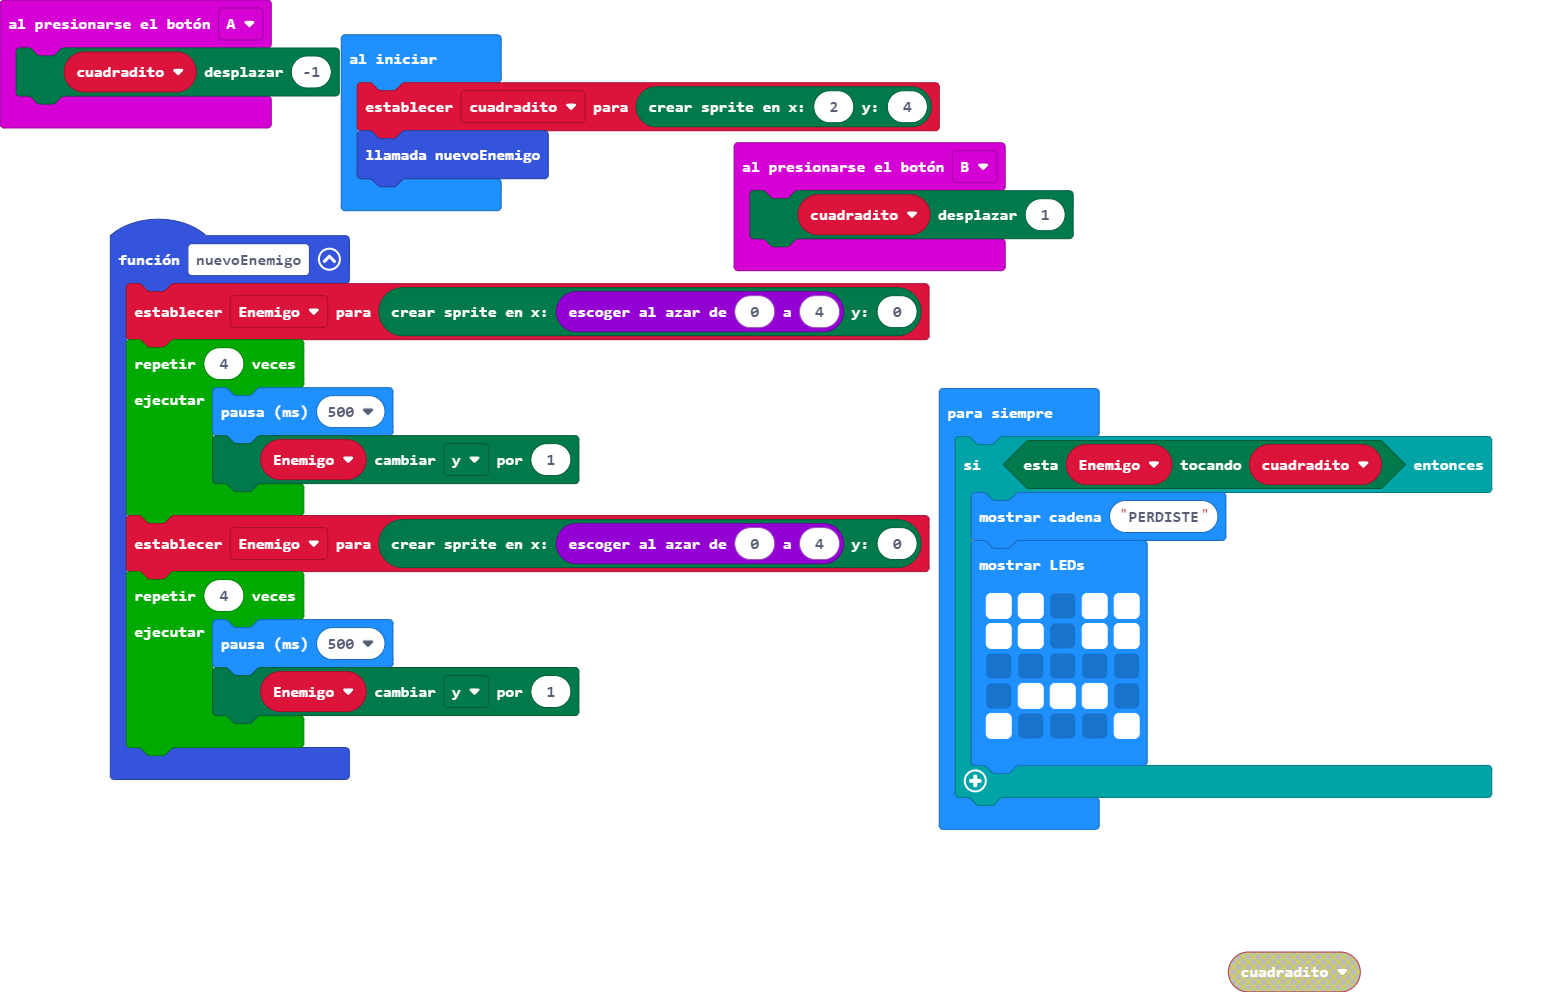 al presionarse el botón A
cuadradito desplazar -1
al iniciar
establecer cuadradito para crear sprite en x: 2 y: 4
llamada nuevoEnemigo
al presionarse el botón B
cuadradito desplazar 1
función nuevoEnemigo
establecer Enemigo para crear sprite en x: escoger al azar de 0 a 4 y: 0
repetir 4 veces
ejecutar
pausa (ms) 500
Enemigo cambiar y por 1
establecer Enemigo para crear sprite en x: escoger al azar de 0 a 4 y: 0
repetir 4 veces
ejecutar
pausa (ms) 500
Enemigo cambiar y por 1
para siempre
si esta Enemigo tocando cuadradito entonces
mostrar cadena "PERDISTE"
mostrar LEDs
cuadradito